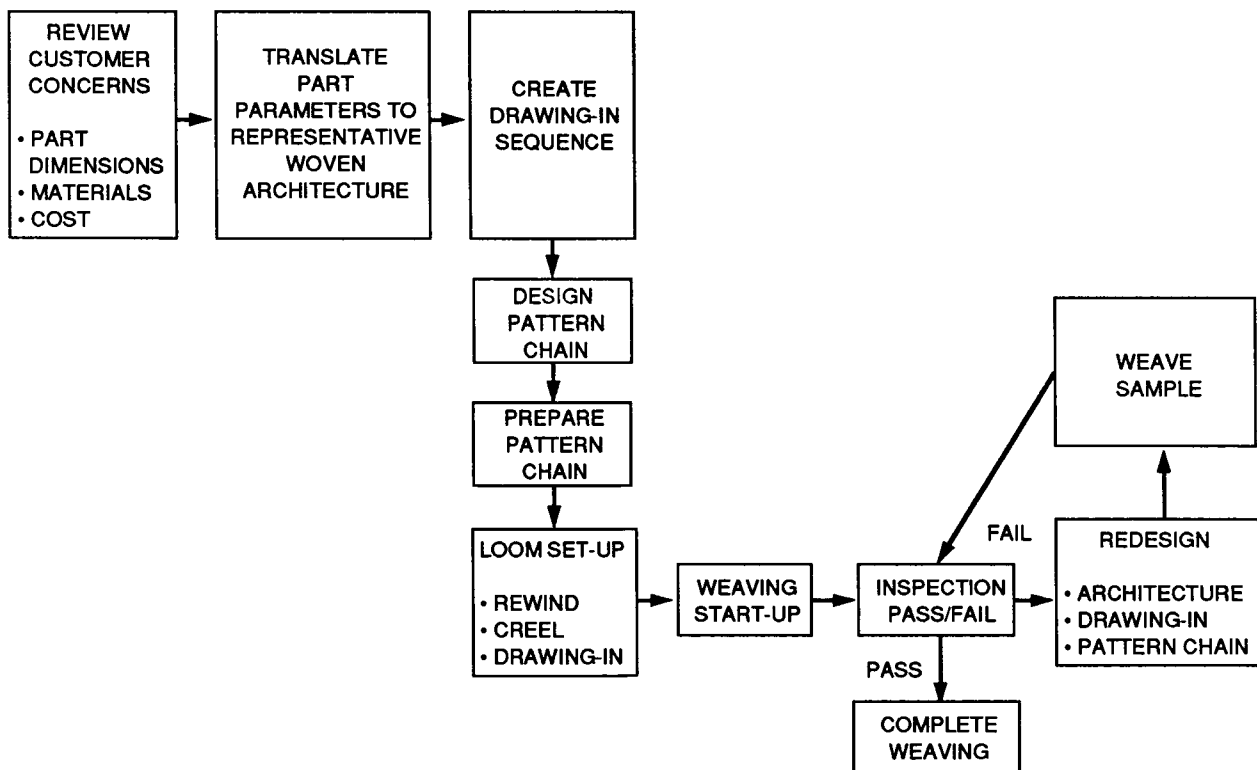 REVIEW
CUSTOMER
CONCERNS
• PART
DIMENSIONS
• MATERIALS
• COST
TRANSLATE
PART
PARAMETERS TO
REPRESENTATIVE
WOVEN
ARCHITECTURE
CREATE
DRAWING-IN
SEQUENCE
DESIGN
PATTERN
CHAIN
PREPARE
PATTERN
CHAIN
LOOM SET-UP
• REWIND
• CREEL
• DRAWING-IN
WEAVING
START-UP
INSPECTION
PASS/FAIL
FAIL
REDESIGN
• ARCHITECTURE
• DRAWING-IN
• PATTERN CHAIN
WEAVE
SAMPLE
PASS
COMPLETE
WEAVING